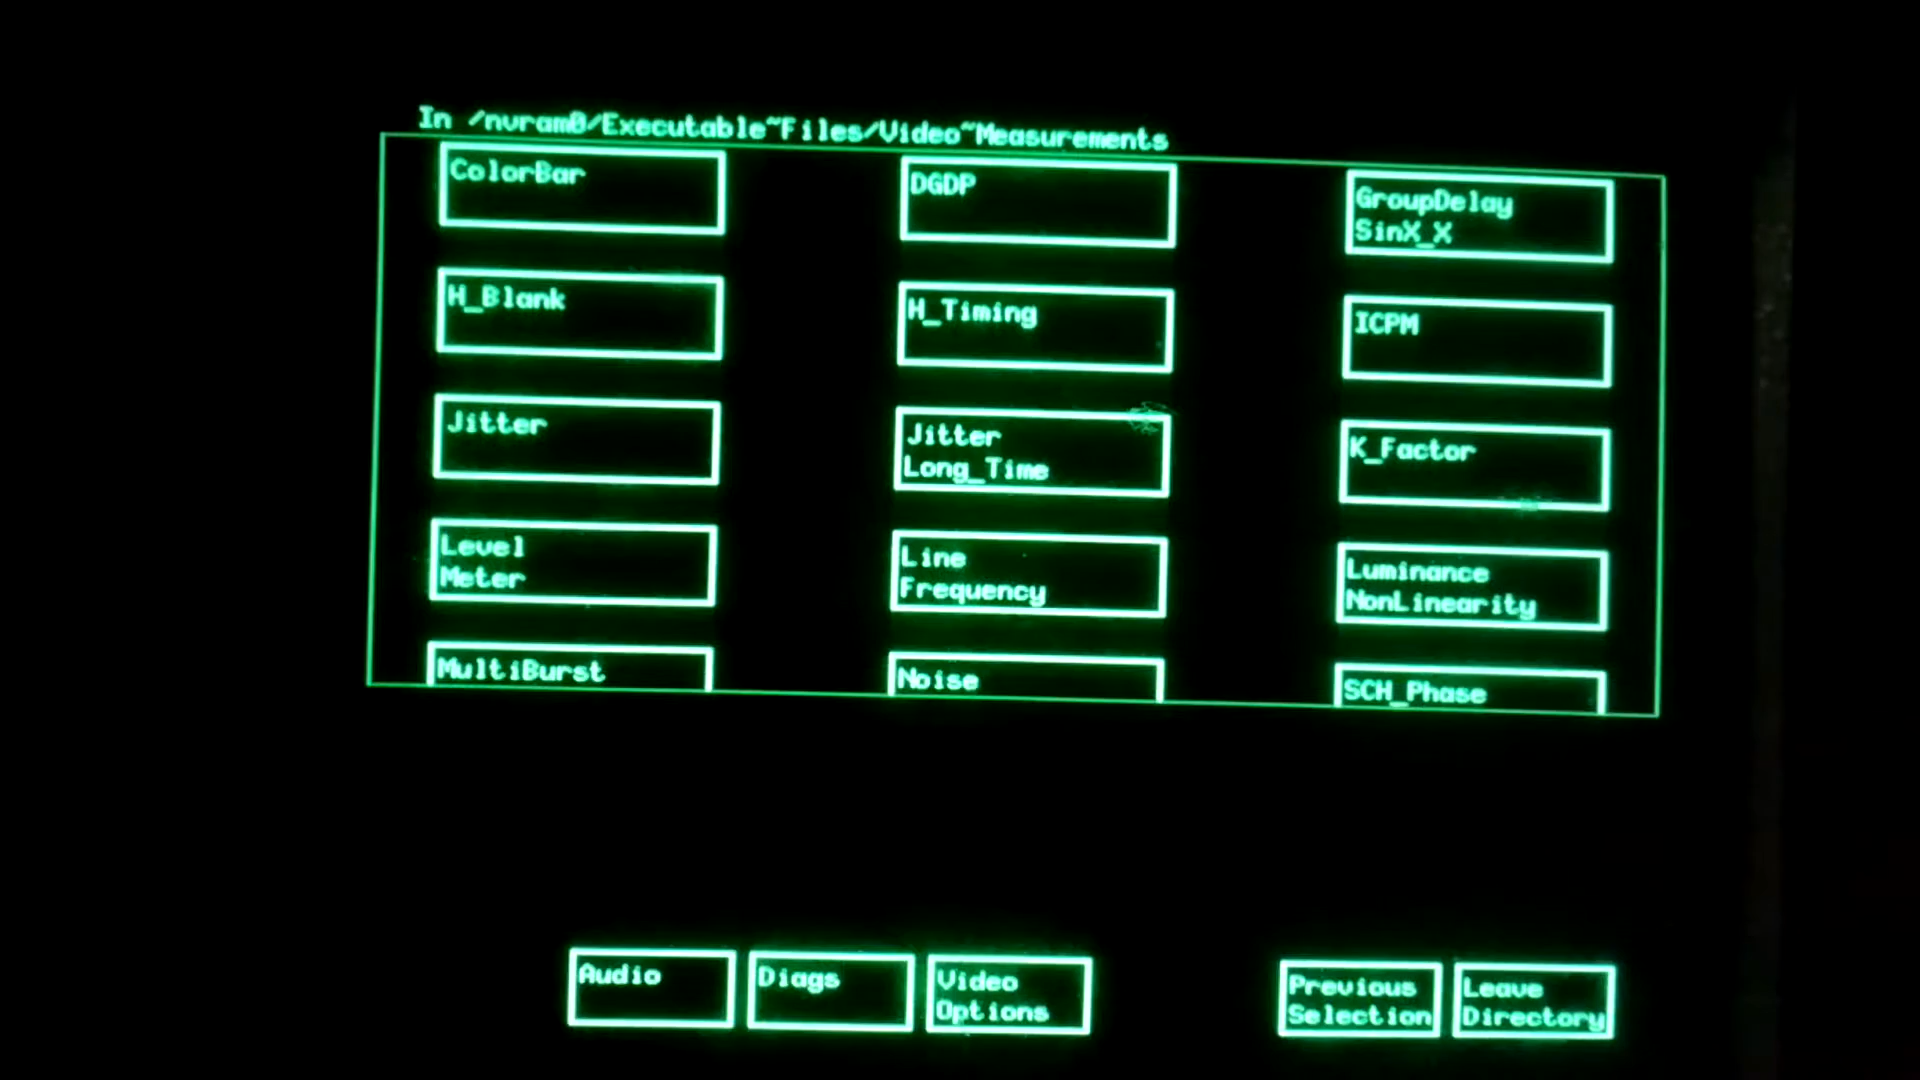 In /nvram0/Executable~Files/Video~Measurements
ColorBar
DGDP
GroupDelay
SinX_X
H_Blank
H_Timing
ICPM
Jitter
Jitter
Long_Time
K_Factor
Level
Meter
Line
Frequency
Luminance
NonLinearity
MultiBurst
Noise
SCH_Phase
Audio
Diags
Video
Options
Previous
Selection
Leave
Directory